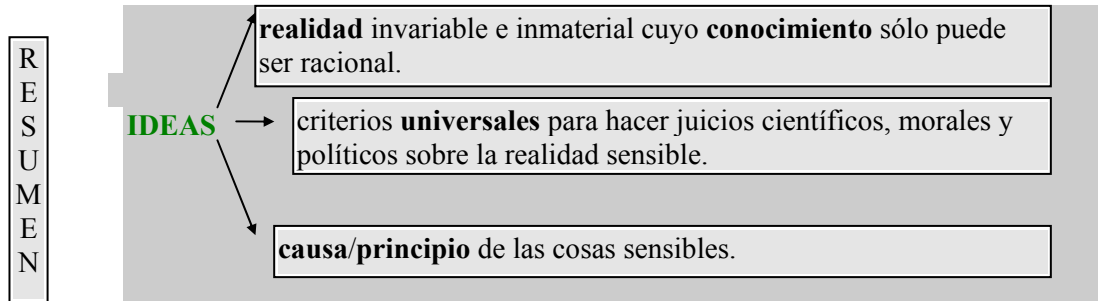 RESUMEN
realidad invariable e inmaterial cuyo conocimiento sólo puede
ser racional.
IDEAS
criterios universales para hacer juicios científicos, morales y
políticos sobre la realidad sensible.
causa/principio de las cosas sensibles.